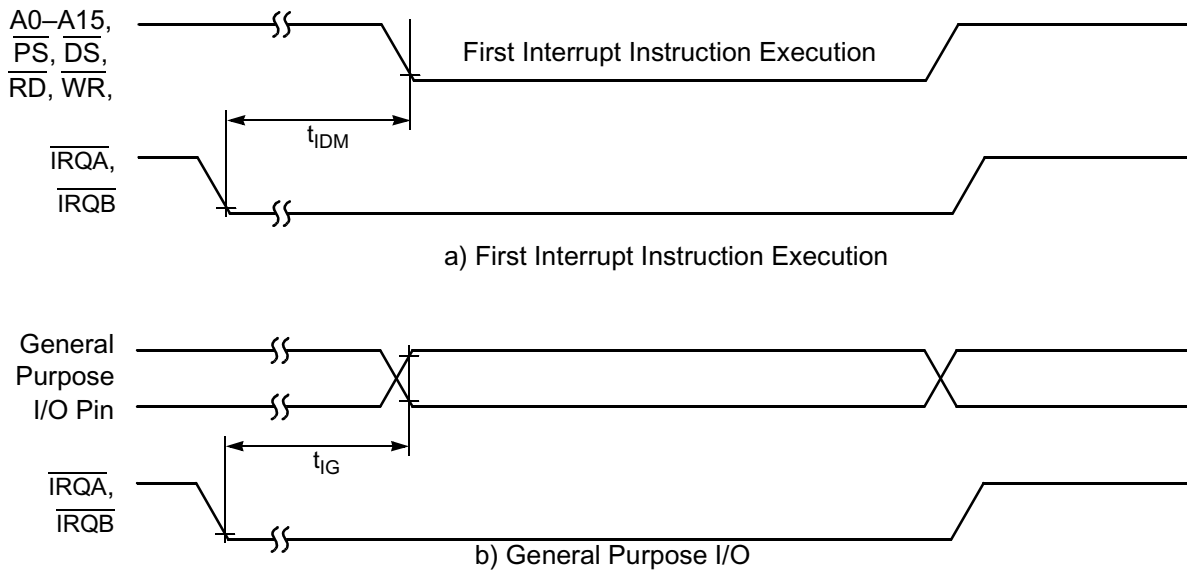 A0–A15,
PS, DS,
RD, WR,
First Interrupt Instruction Execution
tIDM
IRQA,
IRQB
a) First Interrupt Instruction Execution
General
Purpose
I/O Pin
tIG
IRQA,
IRQB
b) General Purpose I/O